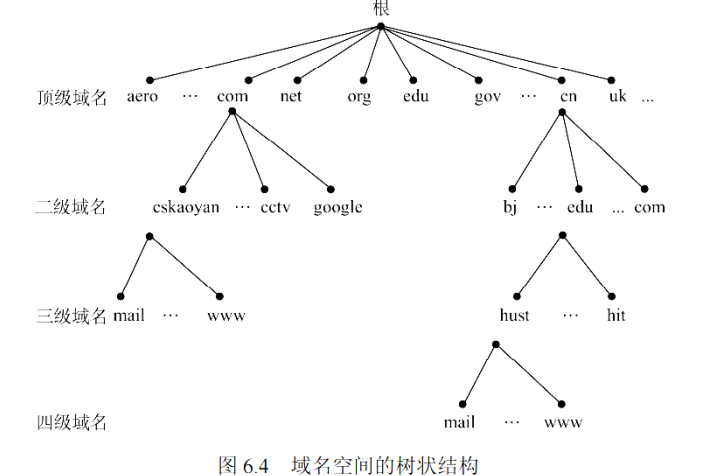 根
顶级域名 aero … com net org edu gov … cn uk ...
二级域名 cskaoyan … cctv google bj … edu ... com
三级域名 mail … www hust … hit
四级域名 mail … www
图 6.4 域名空间的树状结构